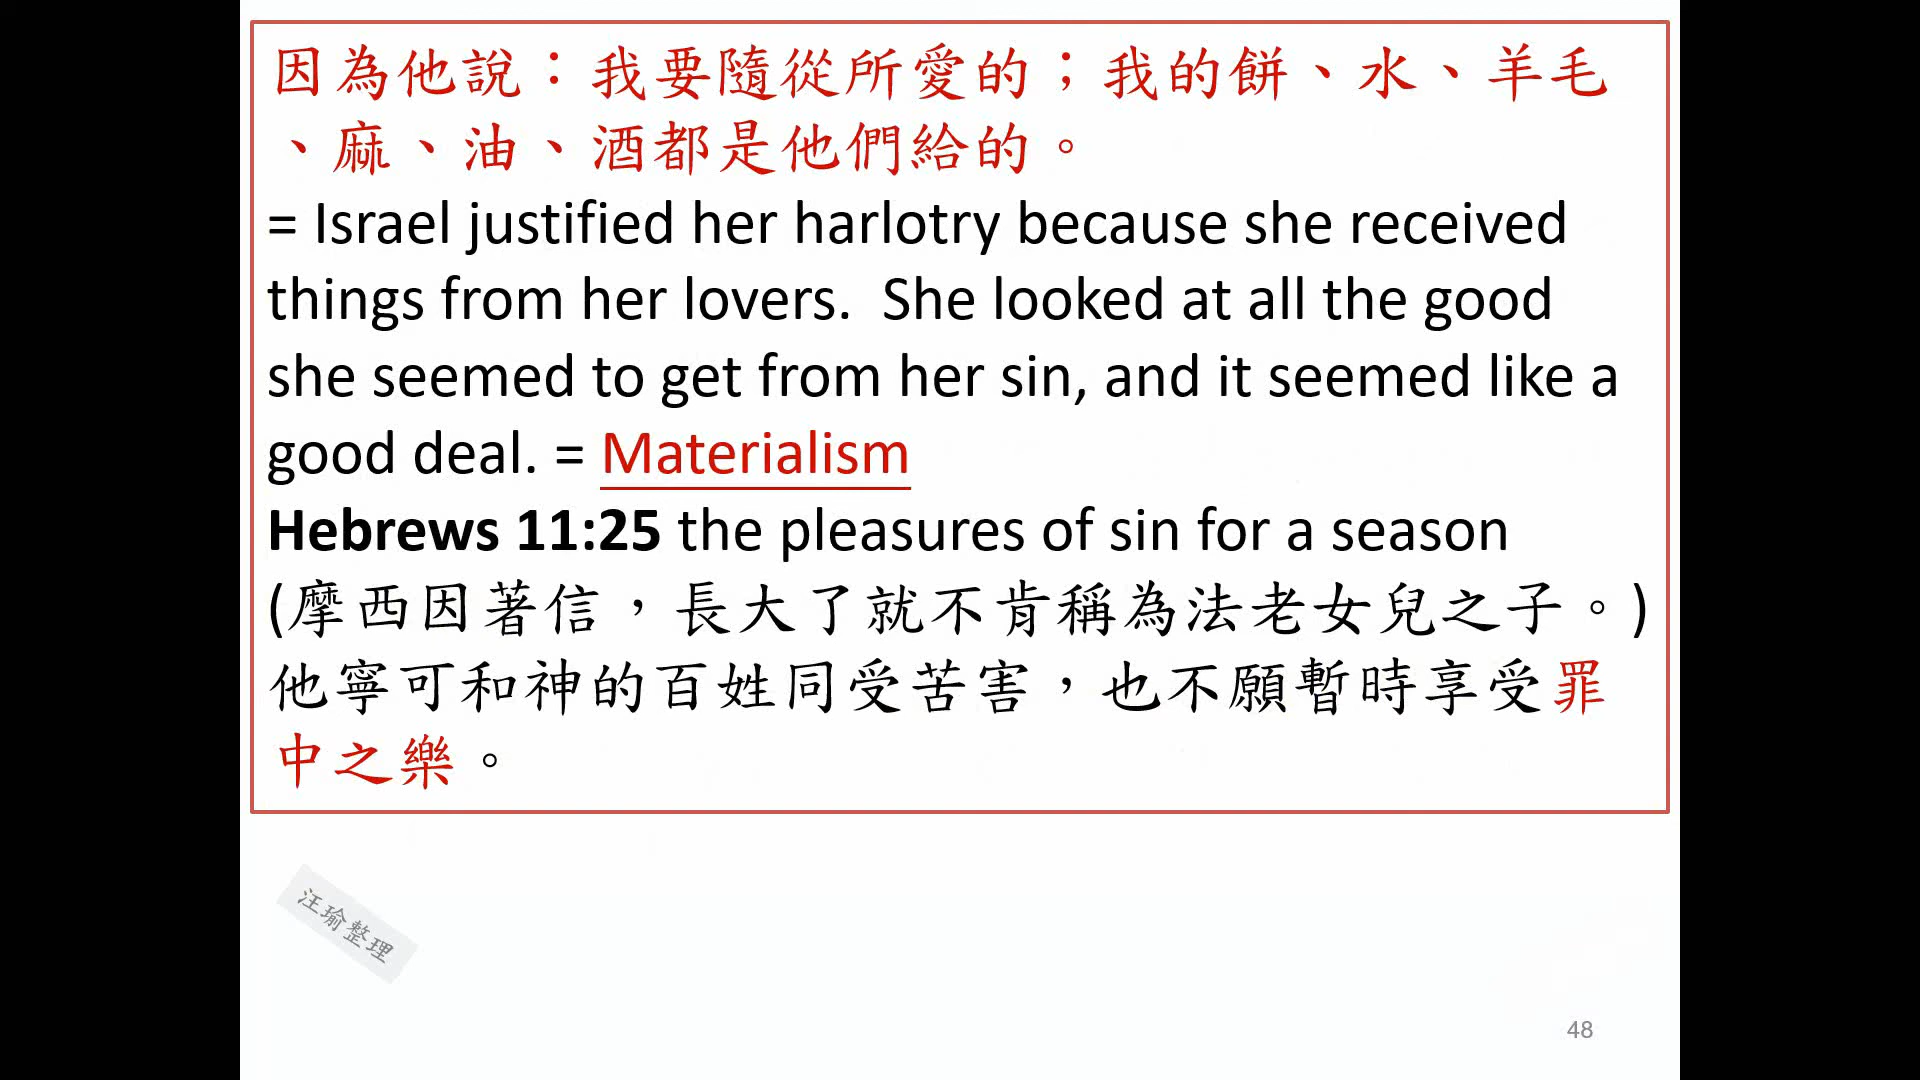 因為他說：我要隨從所愛的；我的餅、水、羊毛
、麻、油、酒都是他們給的。
= Israel justified her harlotry because she received
things from her lovers.  She looked at all the good
she seemed to get from her sin, and it seemed like a
good deal. = Materialism
Hebrews 11:25 the pleasures of sin for a season
(摩西因著信，長大了就不肯稱為法老女兒之子。)
他寧可和神的百姓同受苦害，也不願暫時享受罪
中之樂。
汪瑜整理
48